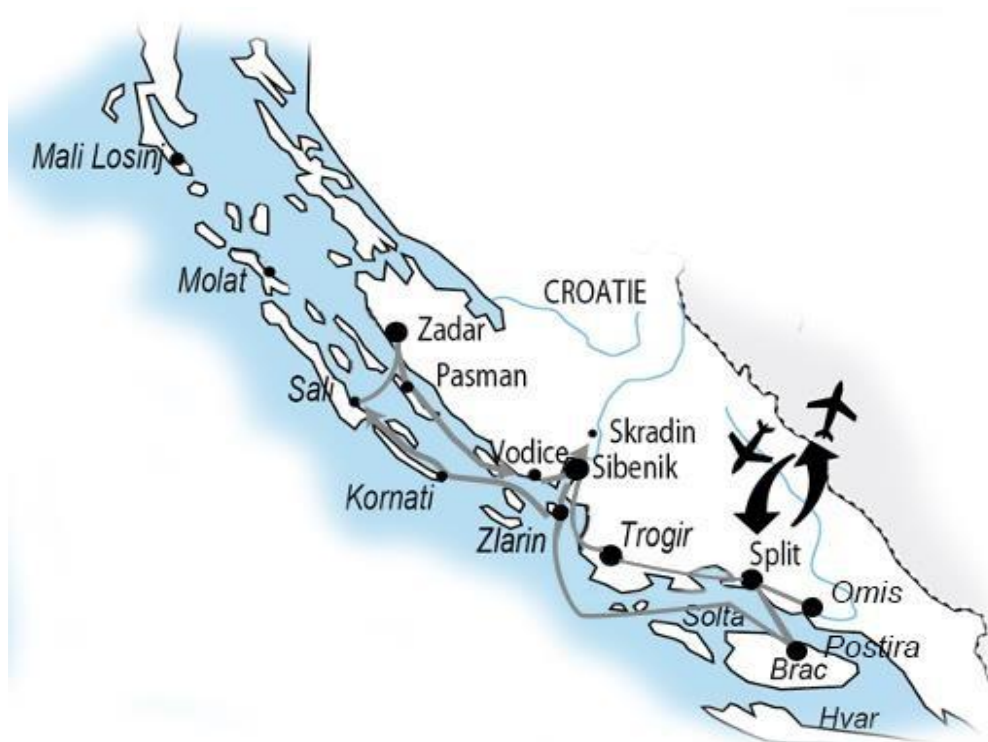 Mali Losinj
Molat
CROATIE
Zadar
Pasman
Sali
Skradin
Vodice
Sibenik
Kornati
Zlarin
Trogir
Split
Omis
Solta
Postira
Brac
Hvar